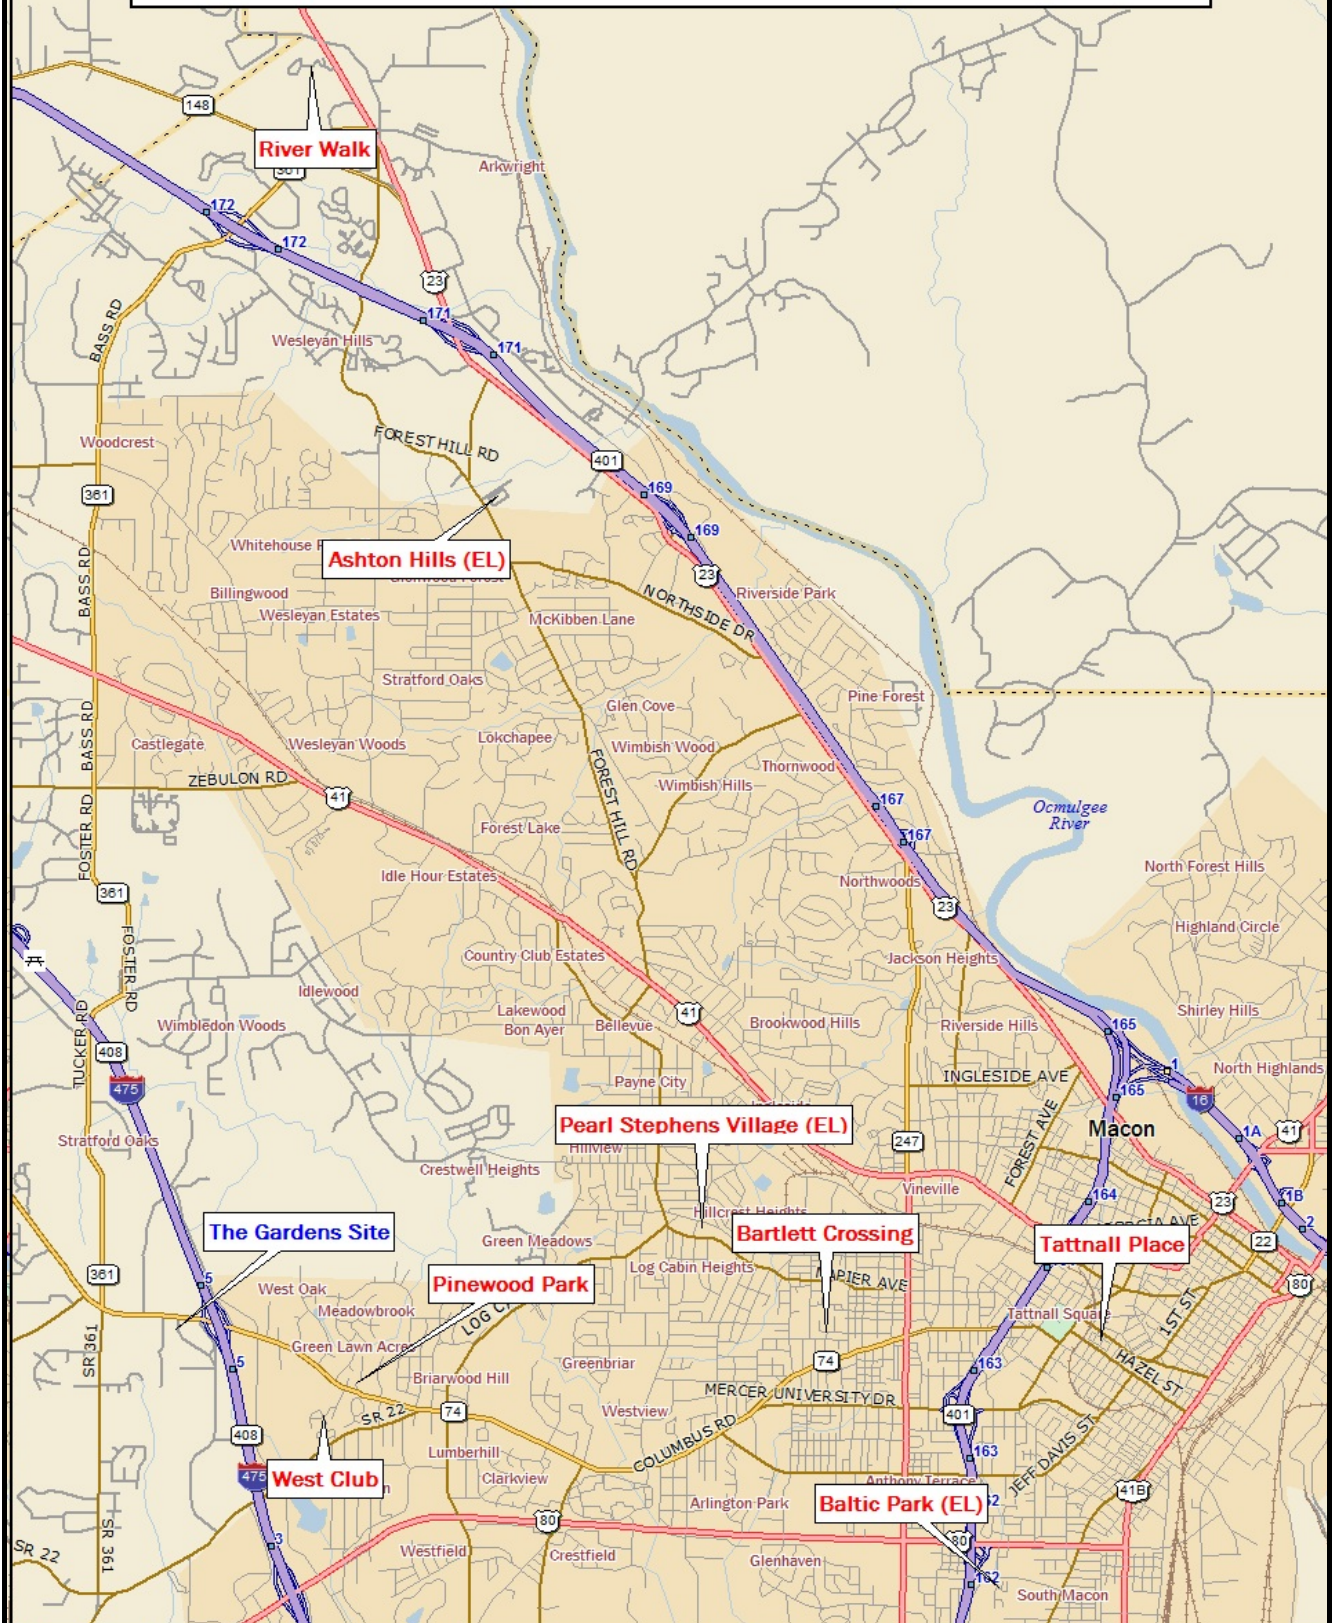 148
River Walk
361
Arkwright
172
172
23
171
BASS RD
Wesleyan Hills
171
Woodcrest
FOREST HILL RD
401
361
169
169
Whitehouse
Ashton Hills (EL)
23
BASS RD
Billingwood
Riverside Park
NORTHSIDE DR
Wesleyan Estates
McKibben Lane
Stratford Oaks
Pine Forest
Glen Cove
BASS RD
Castlegate
Wesleyan Woods
Lokchapee
Wimbish Wood
Thornwood
ZEBULON RD
FOREST HILL RD
Wimbish Hills
41
167
Ocmulgee
River
FOSTER RD
Forest Lake
167
Idle Hour Estates
Northwoods
North Forest Hills
361
23
Highland Circle
FOSTER RD
Country Club Estates
Jackson Heights
Idlewood
Lakewood
Bon Ayer
Bellevue
41
Brookwood Hills
Riverside Hills
Shirley Hills
Wimbledon Woods
165
TUCKER RD
408
1
North Highlands
475
Payne City
INGLESIDE AVE
165
16
Pearl Stephens Village (EL)
Macon
41
Stratford Oaks
Hillview
247
FOREST AVE
1A
Crestwell Heights
Vineville
164
1B
23
The Gardens Site
Hillcrest Heights
2
Green Meadows
Bartlett Crossing
Tattnall Place
22
361
Log Cabin Heights
NAPIER AVE
5
West Oak
Pinewood Park
80
Meadowbrook
Tattnall Square
1ST ST
SR 361
Green Lawn Acres
Greenbriar
74
5
Briarwood Hill
163
HAZEL ST
MERCER UNIVERSITY DR
SR 22
74
Westview
401
408
COLUMBUS RD
JEFF DAVIS ST
Lumberhill
163
475
West Club
Clarkview
Anthony Terrace
41B
Arlington Park
Baltic Park (EL)
80
80
3
SR 22
SR 361
Westfield
Crestfield
Glenhaven
162
South Macon